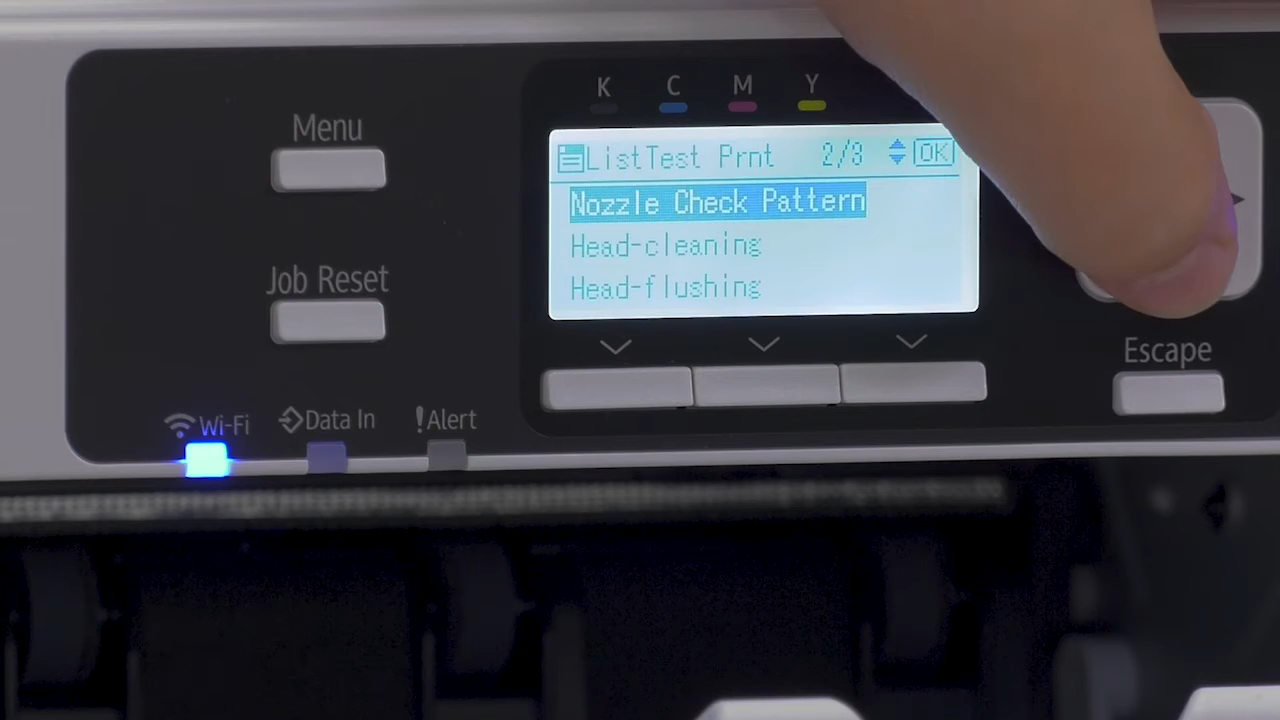 Menu
Job Reset
Wi-Fi
Data In
!Alert
K C M Y
ListTest Prnt 2/3 OK
Nozzle Check Pattern
Head-cleaning
Head-flushing
Escape